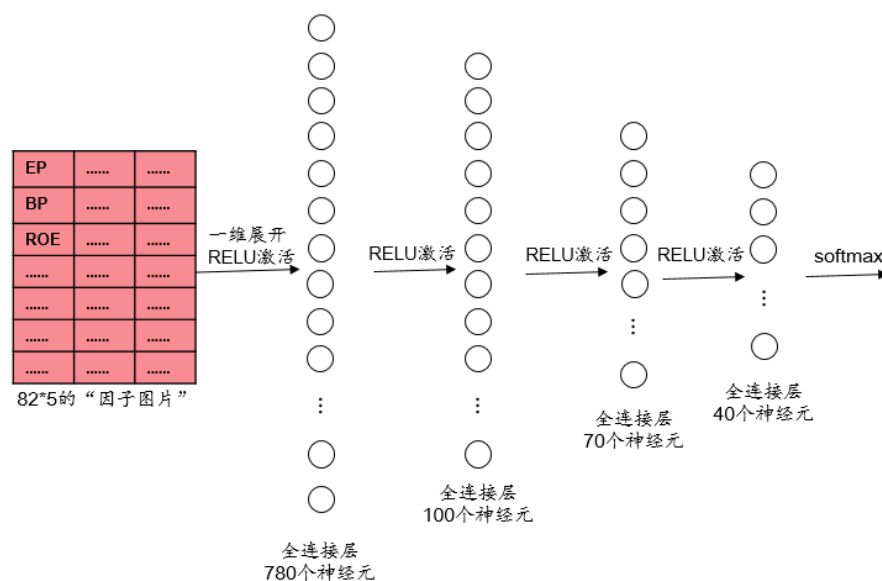 EP ...... ......
BP ...... ......
ROE ...... ......
...... ...... ......
...... ...... ......
...... ...... ......
...... ...... ......
82*5的“因子图片”
一维展开
RELU激活
RELU激活
RELU激活
RELU激活
softmax
全连接层
780个神经元
全连接层
100个神经元
全连接层
70个神经元
全连接层
40个神经元